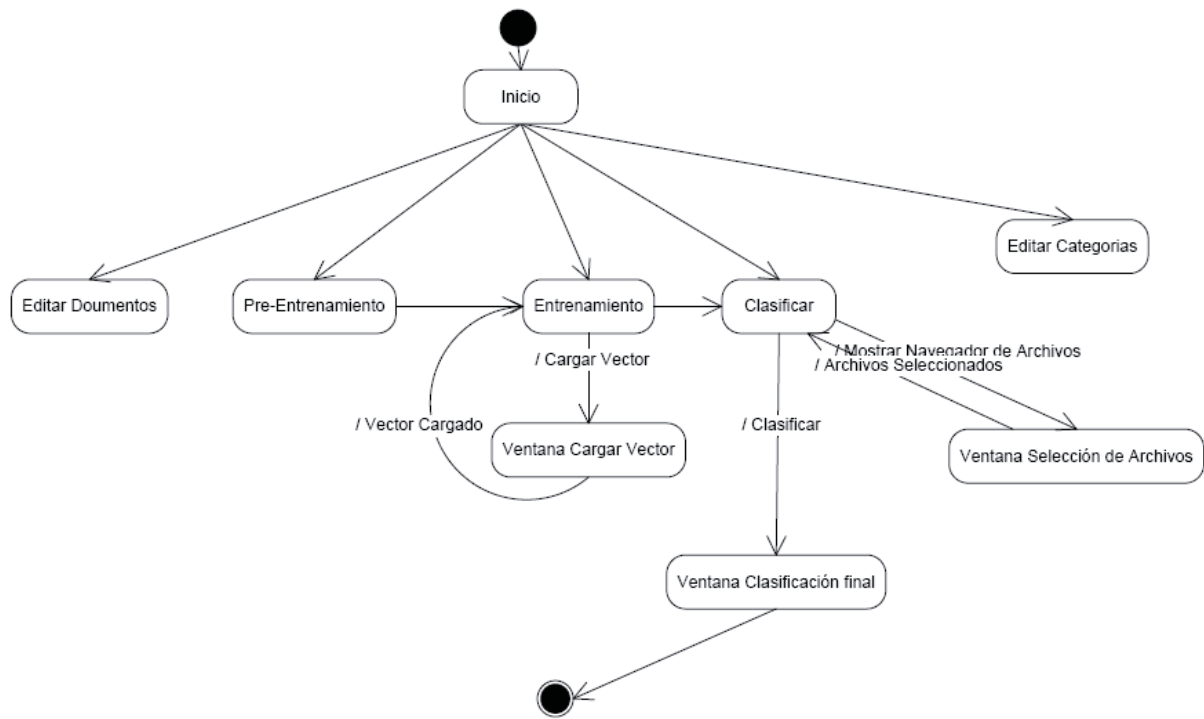 Inicio
Editar Categorias
Editar Doumentos
Pre-Entrenamiento
Entrenamiento
Clasificar
/ Mostrar Navegador de Archivos
/ Archivos Seleccionados
/ Cargar Vector
/ Vector Cargado
/ Clasificar
Ventana Cargar Vector
Ventana Selección de Archivos
Ventana Clasificación final